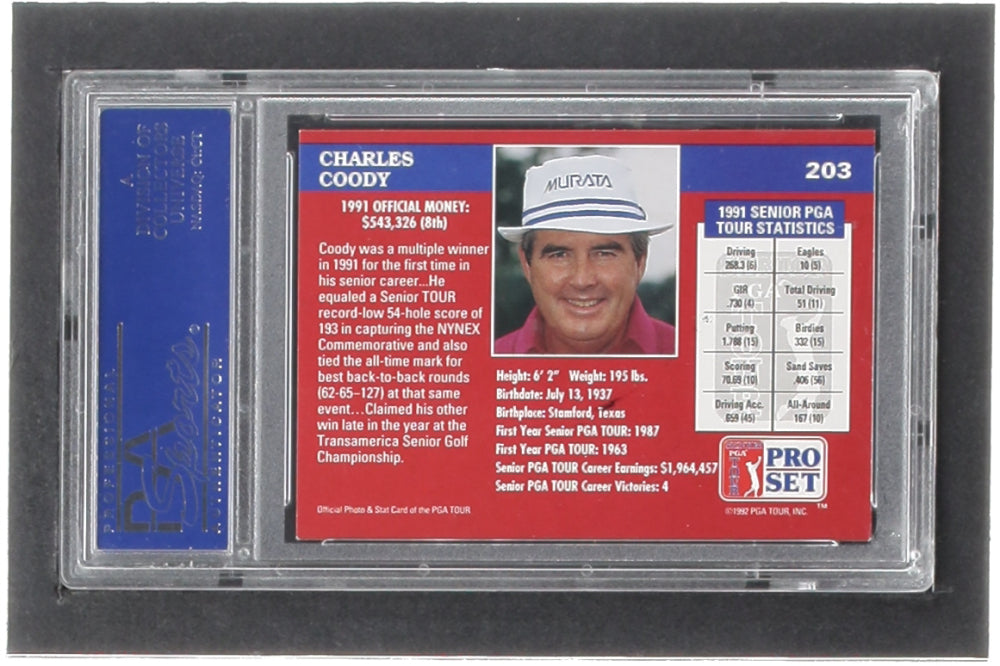 A
DIVISION OF
COLLECTORS
UNIVERSE
NASDAQ: CLCT
PROFESSIONAL
PSA
Sports
AUTHENTICATOR
CHARLES
COODY
1991 OFFICIAL MONEY:
$543,326 (8th)
Coody was a multiple winner
in 1991 for the first time in
his senior career...He
equaled a Senior TOUR
record-low 54-hole score of
193 in capturing the NYNEX
Commemorative and also
tied the all-time mark for
best back-to-back rounds
(62-65–127) at that same
event...Claimed his other
win late in the year at the
Transamerica Senior Golf
Championship.
Official Photo & Stat Card of the PGA TOUR
MURATA
Height: 6' 2" Weight: 195 lbs.
Birthdate: July 13, 1937
Birthplace: Stamford, Texas
First Year Senior PGA TOUR: 1987
First Year PGA TOUR: 1963
Senior PGA TOUR Career Earnings: $1,964,457
Senior PGA TOUR Career Victories: 4
203
1991 SENIOR PGA
TOUR STATISTICS
Driving Eagles
268.3 (6) 10 (5)
GIR Total Driving
.730 (4) 51 (11)
Putting Birdies
1.788 (15) 332 (15)
Scoring Sand Saves
70.69 (10) .406 (56)
Driving Acc. All-Around
.659 (45) 167 (10)
PGA
TOUR
PRO
SET
TM
©1992 PGA TOUR, INC.